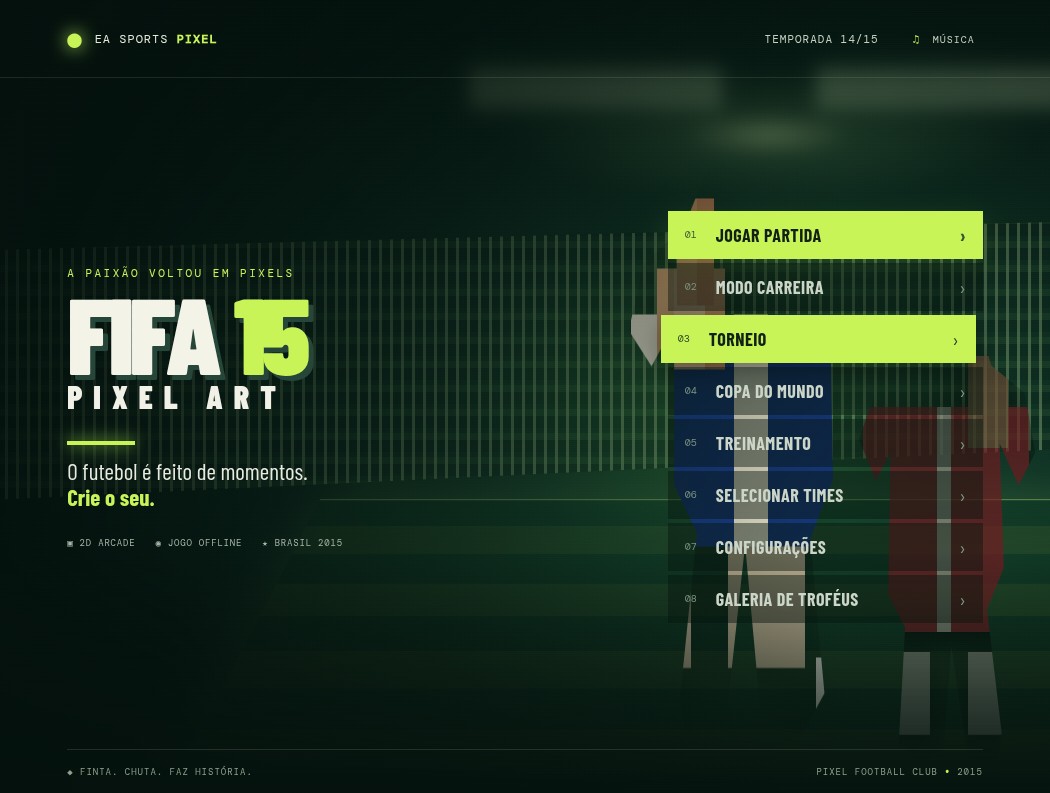 ● EA SPORTS PIXEL
TEMPORADA 14/15
♫ MÚSICA
A PAIXÃO VOLTOU EM PIXELS
FIFA 15
PIXEL ART
O futebol é feito de momentos.
Crie o seu.
▣ 2D ARCADE ◉ JOGO OFFLINE ★ BRASIL 2015
01 JOGAR PARTIDA ›
02 MODO CARREIRA ›
03 TORNEIO ›
04 COPA DO MUNDO ›
05 TREINAMENTO ›
06 SELECIONAR TIMES ›
07 CONFIGURAÇÕES ›
08 GALERIA DE TROFÉUS ›
◆ FINTA. CHUTA. FAZ HISTÓRIA.
PIXEL FOOTBALL CLUB • 2015